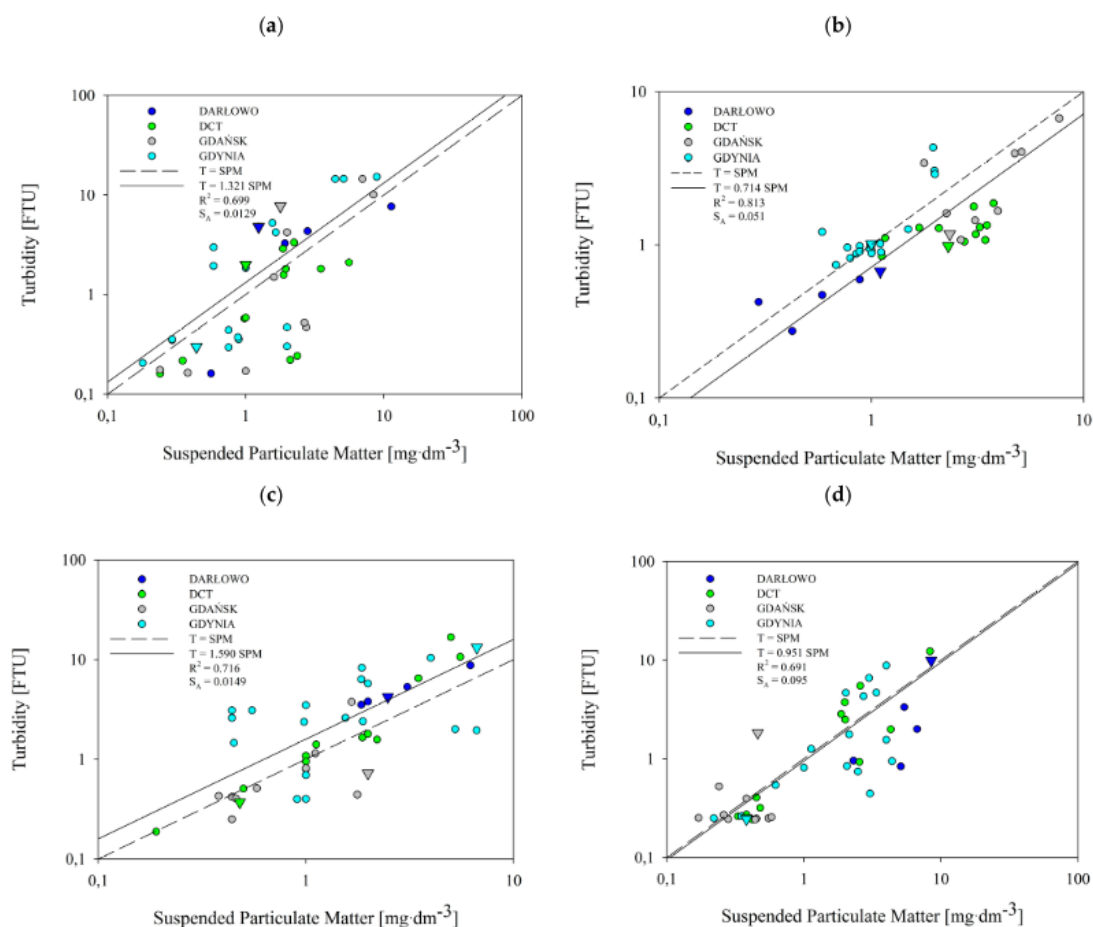 (a)
100
10
1
0,1
Turbidity [FTU]
DARŁOWO
DCT
GDAŃSK
GDYNIA
T = SPM
T = 1.321 SPM
R² = 0.699
S_A = 0.0129
0,1 1 10 100
Suspended Particulate Matter [mg·dm⁻³]
(b)
10
1
0,1
Turbidity [FTU]
DARŁOWO
DCT
GDAŃSK
GDYNIA
T = SPM
T = 0.714 SPM
R² = 0.813
S_A = 0.051
0,1 1 10
Suspended Particulate Matter [mg·dm⁻³]
(c)
100
10
1
0,1
Turbidity [FTU]
DARŁOWO
DCT
GDAŃSK
GDYNIA
T = SPM
T = 1.590 SPM
R² = 0.716
S_A = 0.0149
0,1 1 10
Suspended Particulate Matter [mg·dm⁻³]
(d)
100
10
1
0,1
Turbidity [FTU]
DARŁOWO
DCT
GDAŃSK
GDYNIA
T = SPM
T = 0.951 SPM
R² = 0.691
S_A = 0.095
0,1 1 10 100
Suspended Particulate Matter [mg·dm⁻³]